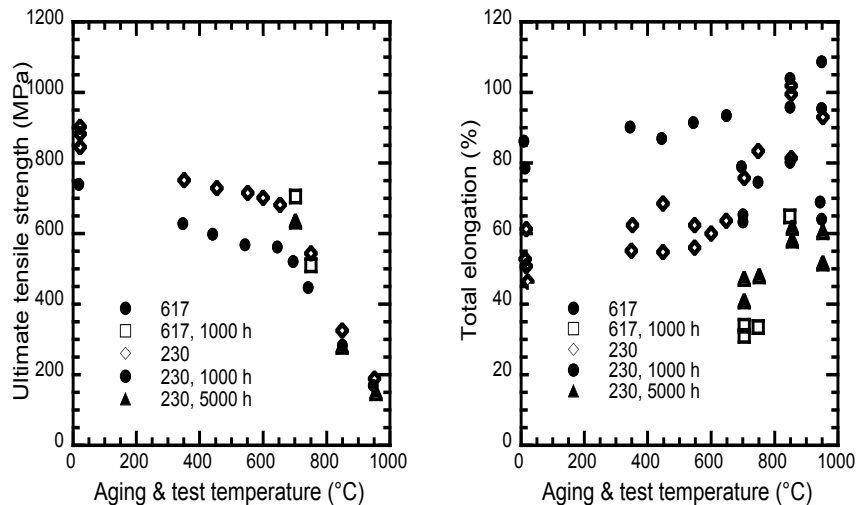 Ultimate tensile strength (MPa)
1200
1000
800
600
400
200
0
617
617, 1000 h
230
230, 1000 h
230, 5000 h
0 200 400 600 800 1000
Aging & test temperature (°C)
Total elongation (%)
120
100
80
60
40
20
0
617
617, 1000 h
230
230, 1000 h
230, 5000 h
0 200 400 600 800 1000
Aging & test temperature (°C)